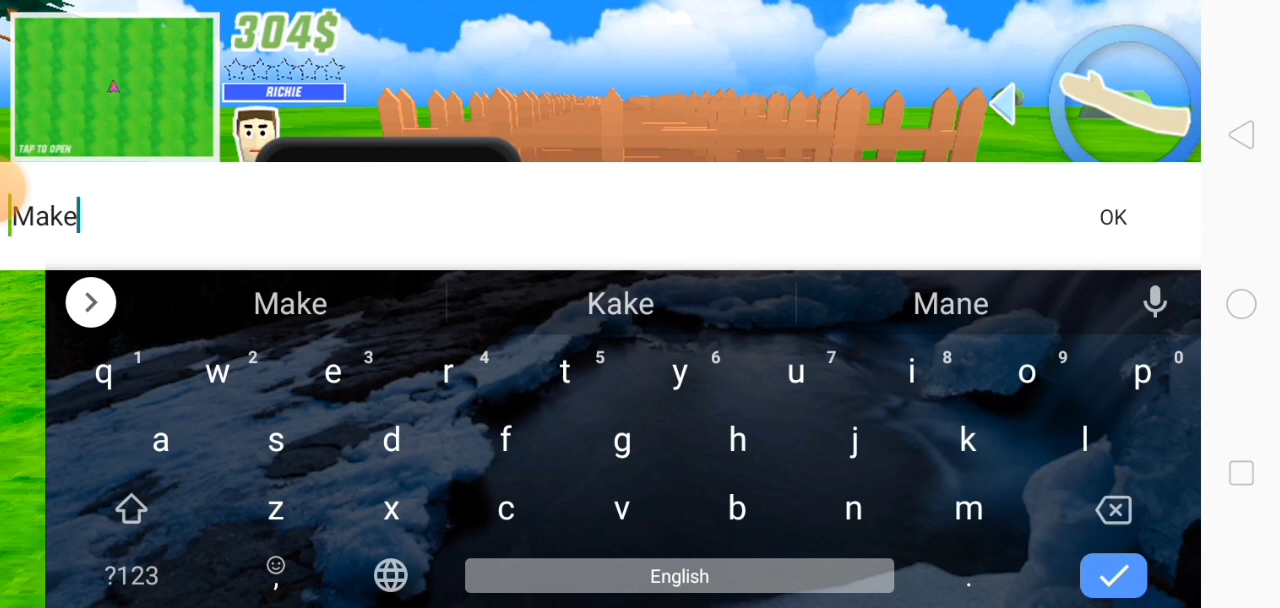 304$
RICHIE
TAP TO OPEN
Make
OK
Make Kake Mane
q 1 w 2 e 3 r 4 t 5 y 6 u 7 i 8 o 9 p 0
a s d f g h j k l
z x c v b n m
?123 , English .